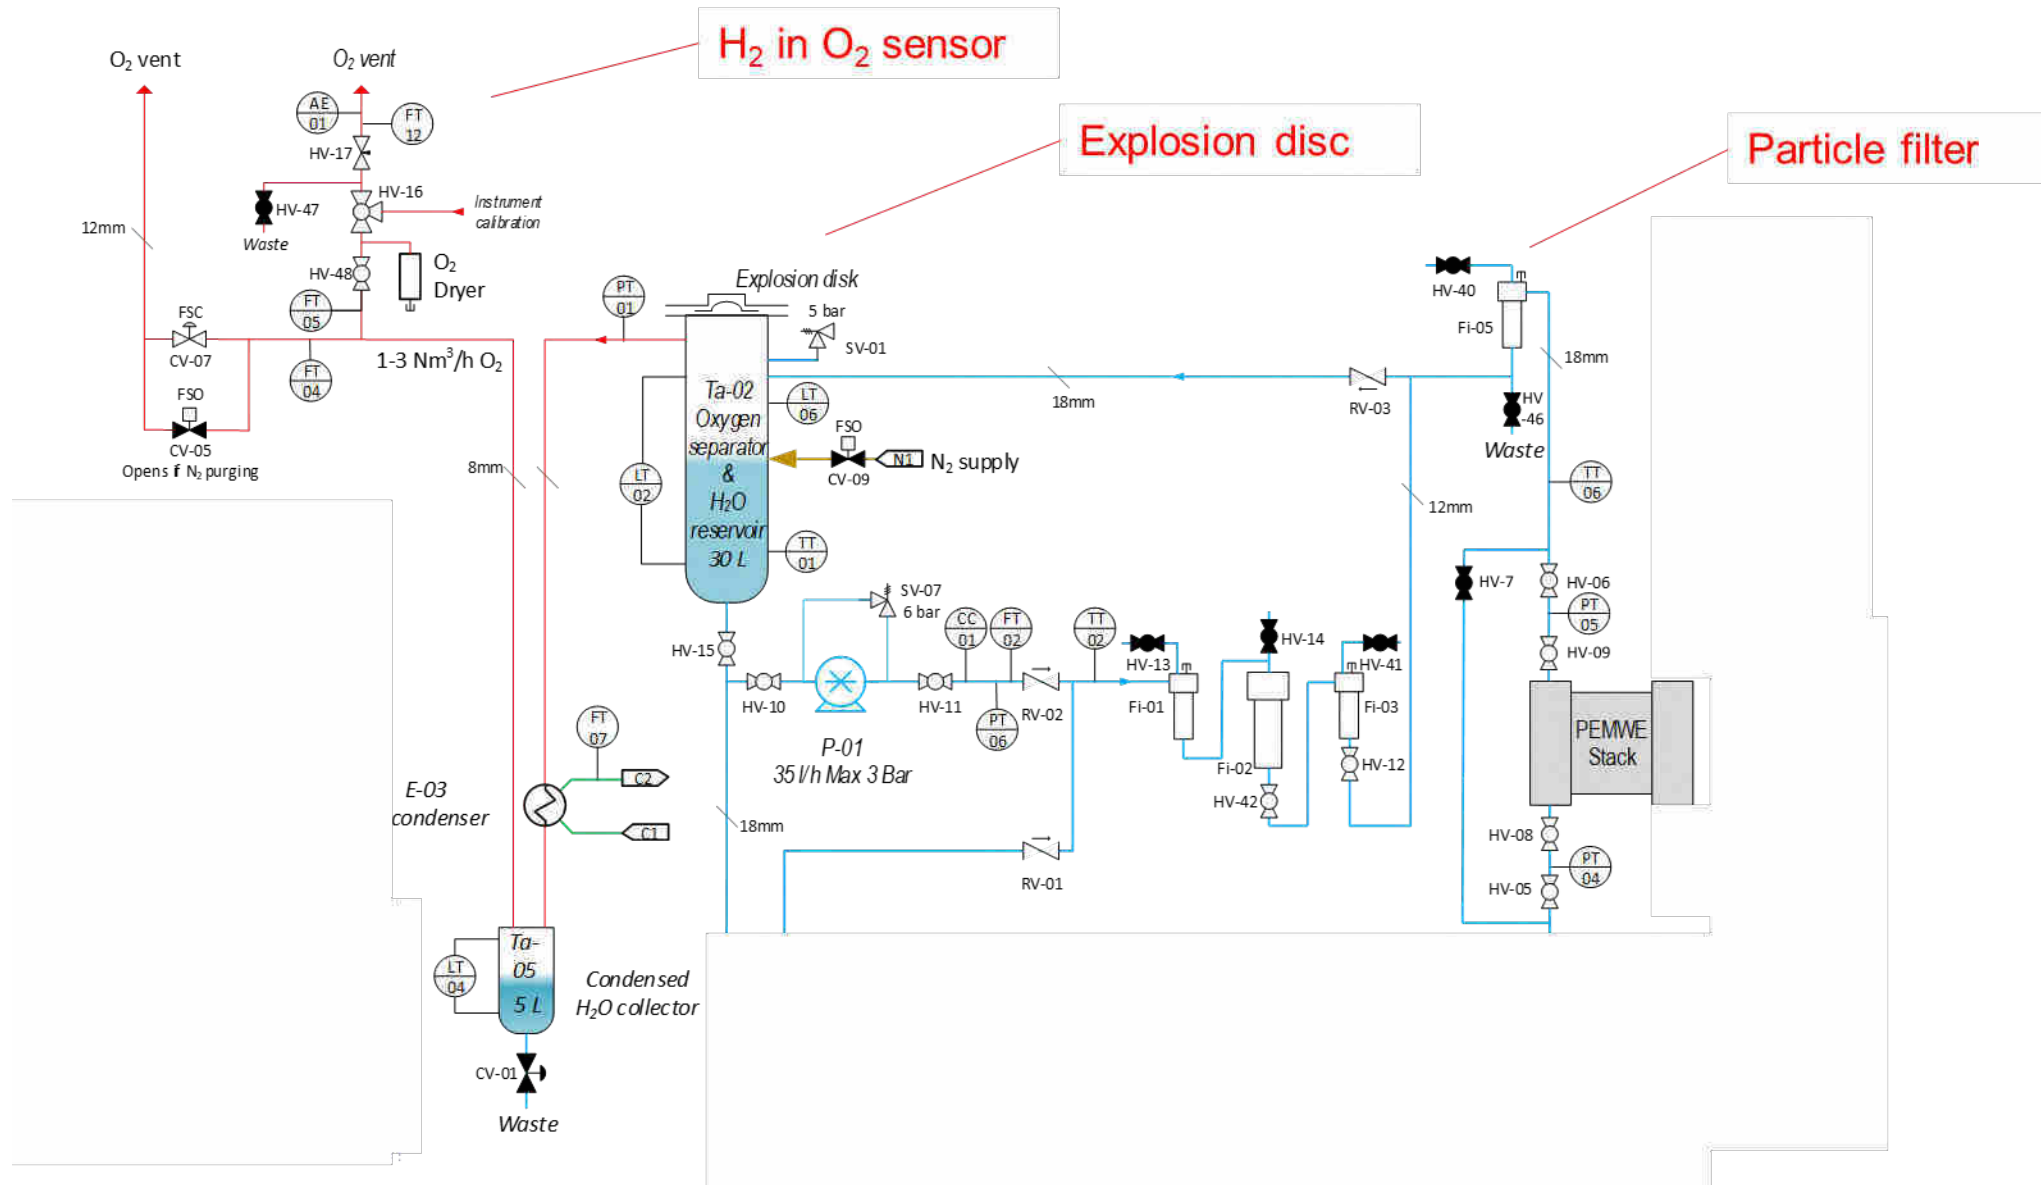 H2 in O2 sensor
Explosion disc
Particle filter
O2 vent
O2 vent
AE 01
FT 12
HV-17
HV-16
HV-47
Waste
Instrument
calibration
12mm
HV-48
O2
Dryer
FT 05
FSC
CV-07
FT 04
1-3 Nm3/h O2
FSO
CV-05
Opens if N2 purging
8mm
PT 01
Explosion disk
5 bar
SV-01
Ta-02
Oxygen
separator
&
H2O
reservoir
30 L
LT 02
LT 06
FSO
CV-09
N1
N2 supply
TT 01
18mm
RV-03
HV-40
Fi-05
18mm
HV
-46
Waste
TT 06
12mm
HV-7
HV-06
PT 05
HV-09
PEMWE
Stack
HV-08
PT 04
HV-05
HV-15
SV-07
6 bar
HV-10
P-01
35 l/h Max 3 Bar
HV-11
CC 01
FT 02
PT 06
RV-02
TT 02
HV-13
Fi-01
HV-14
Fi-02
HV-42
HV-41
Fi-03
HV-12
18mm
RV-01
FT 07
C2
C1
E-03
condenser
Ta-
05
5 L
LT 04
Condensed
H2O collector
CV-01
Waste